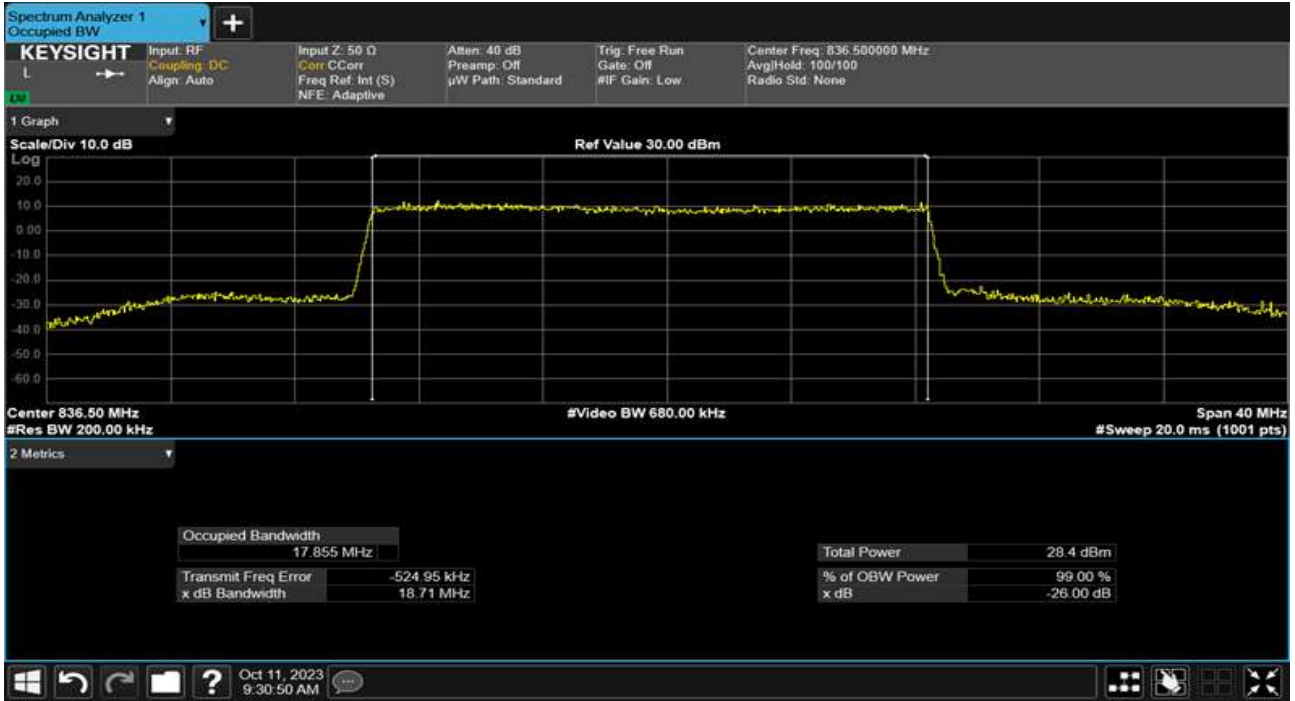 Spectrum Analyzer 1
Occupied BW
+
KEYSIGHT
L
Input: RF
Coupling: DC
Align: Auto
Input Z: 50 Ω
Corr CCorr
Freq Ref: Int (S)
NFE: Adaptive
Atten: 40 dB
Preamp: Off
µW Path: Standard
Trig: Free Run
Gate: Off
#IF Gain: Low
Center Freq: 836.500000 MHz
Avg|Hold: 100/100
Radio Std: None
1 Graph
Scale/Div 10.0 dB
Ref Value 30.00 dBm
Log
20.0
10.0
0.00
-10.0
-20.0
-30.0
-40.0
-50.0
-60.0
Center 836.50 MHz
#Video BW 680.00 kHz
Span 40 MHz
#Res BW 200.00 kHz
#Sweep 20.0 ms (1001 pts)
2 Metrics
Occupied Bandwidth
17.855 MHz
Total Power 28.4 dBm
Transmit Freq Error -524.95 kHz
% of OBW Power 99.00 %
x dB Bandwidth 18.71 MHz
x dB -26.00 dB
?
Oct 11, 2023
9:30:50 AM